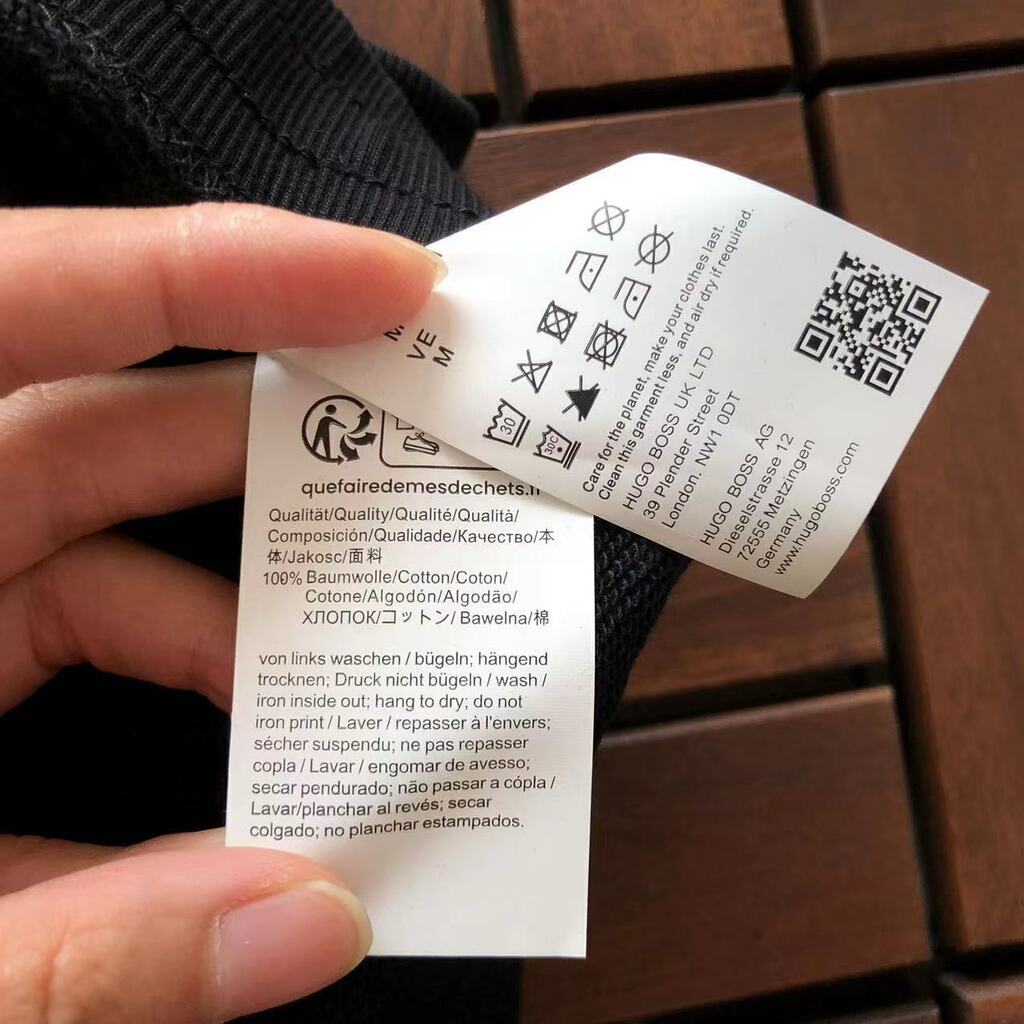 quefairedemesdechets.fr
Qualität/Quality/Qualité/Qualità/
Composición/Qualidade/Качество/本
体/Jakosc/面料
100% Baumwolle/Cotton/Coton/
Cotone/Algodón/Algodão/
ХЛОПОК/コットン/ Bawelna/棉
von links waschen / bügeln; hängend
trocknen; Druck nicht bügeln / wash /
iron inside out; hang to dry; do not
iron print / Laver / repasser à l'envers;
sécher suspendu; ne pas repasser
copla / Lavar / engomar de avesso;
secar pendurado; não passar a cópla /
Lavar/planchar al revés; secar
colgado; no planchar estampados.
VE
M
30
30C
Care for the planet, make your clothes last.
Clean this garment less, and air dry if required.
HUGO BOSS UK LTD
39 Plender Street
London. NW1 0DT
HUGO BOSS AG
Dieselstrasse 12
72555 Metzingen
Germany
www.hugoboss.com